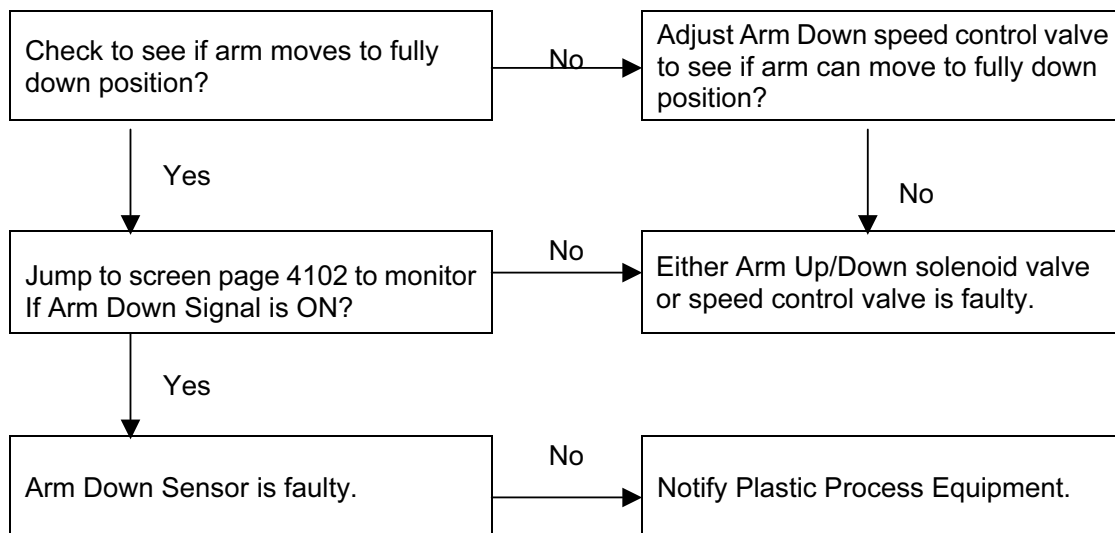 Check to see if arm moves to fully
down position?
No
Adjust Arm Down speed control valve
to see if arm can move to fully down
position?
Yes
No
Jump to screen page 4102 to monitor
If Arm Down Signal is ON?
No
Either Arm Up/Down solenoid valve
or speed control valve is faulty.
Yes
Arm Down Sensor is faulty.
No
Notify Plastic Process Equipment.